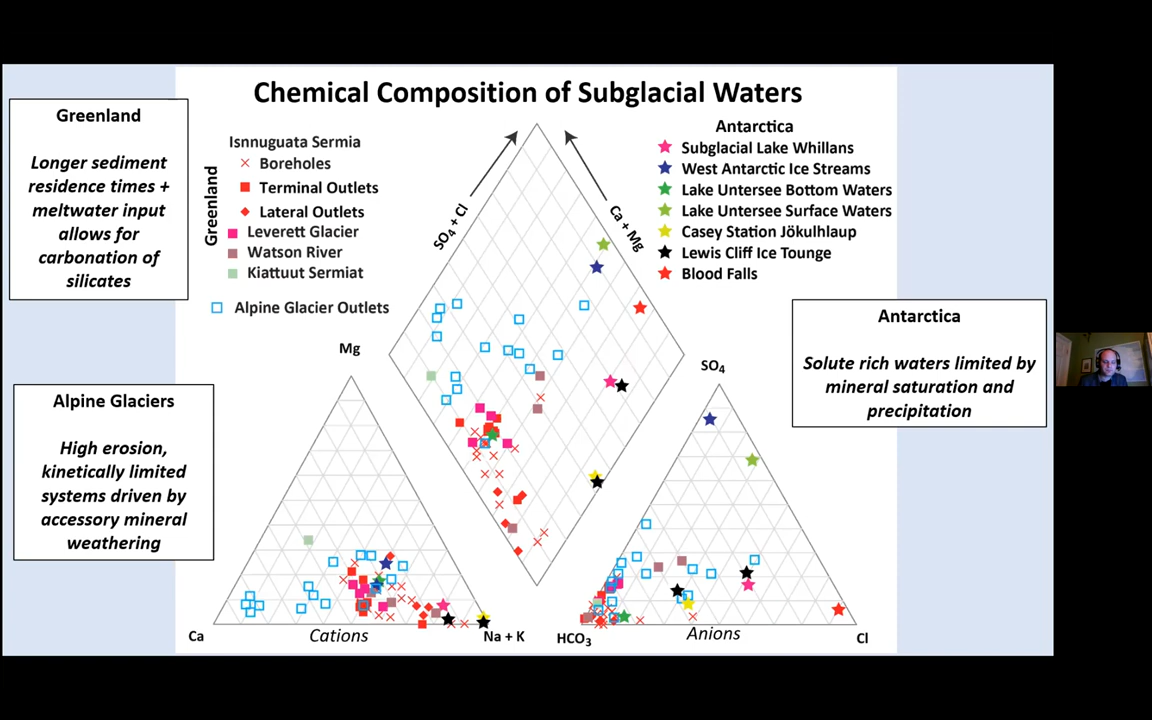 Chemical Composition of Subglacial Waters
Greenland
Longer sediment
residence times +
meltwater input
allows for
carbonation of
silicates
Alpine Glaciers
High erosion,
kinetically limited
systems driven by
accessory mineral
weathering
Greenland
Isnnuguata Sermia
Boreholes
Terminal Outlets
Lateral Outlets
Leverett Glacier
Watson River
Kiattuut Sermiat
Alpine Glacier Outlets
Antarctica
Subglacial Lake Whillans
West Antarctic Ice Streams
Lake Untersee Bottom Waters
Lake Untersee Surface Waters
Casey Station Jökulhlaup
Lewis Cliff Ice Tounge
Blood Falls
Antarctica
Solute rich waters limited by
mineral saturation and
precipitation
SO4 + Cl
Ca + Mg
Mg
SO4
Ca
Cations
Na + K
HCO3
Anions
Cl